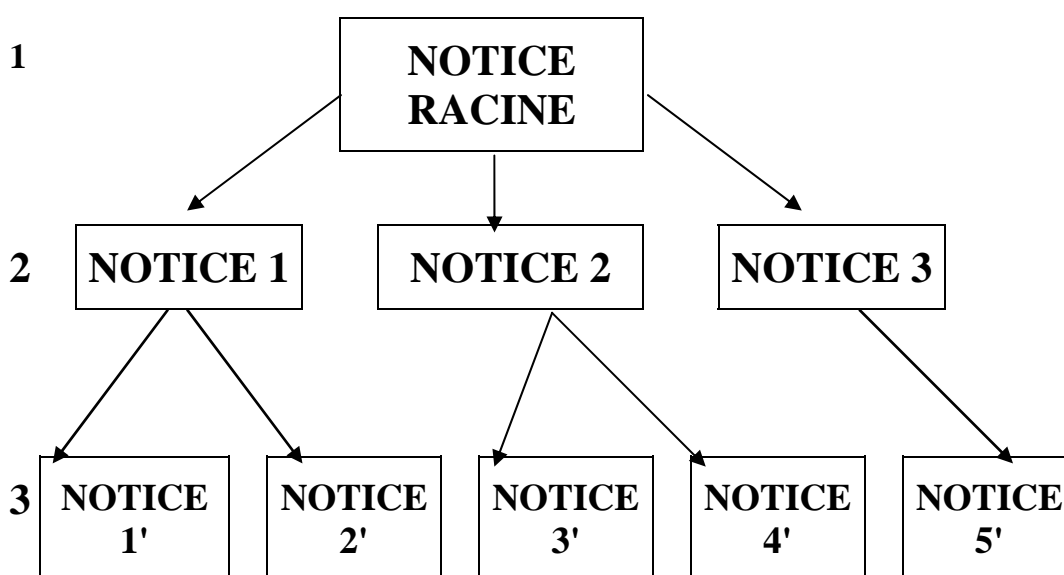 1
NOTICE
RACINE
2
NOTICE 1
NOTICE 2
NOTICE 3
3
NOTICE
1'
NOTICE
2'
NOTICE
3'
NOTICE
4'
NOTICE
5'